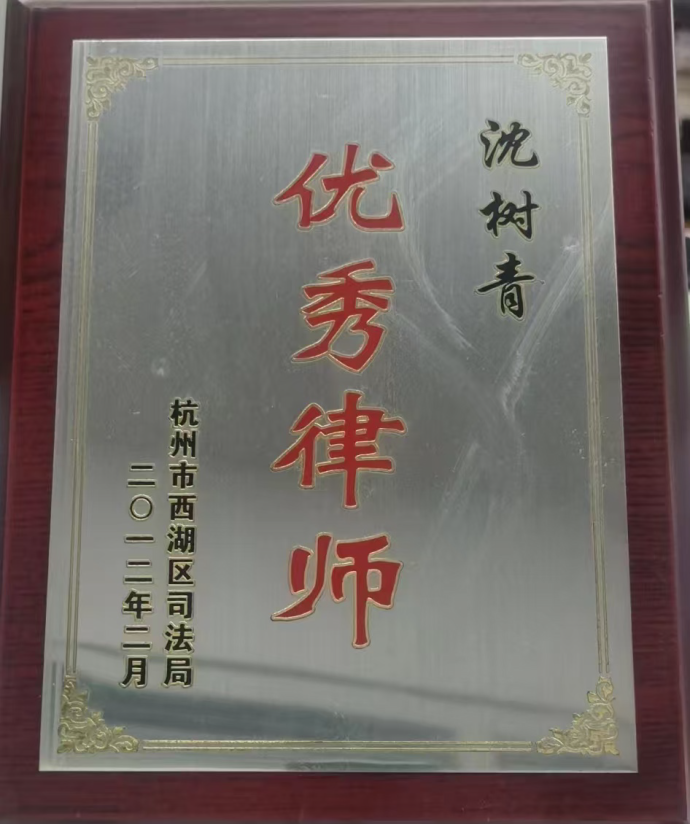 沈树青
优秀律师
杭州市西湖区司法局
二〇一二年二月